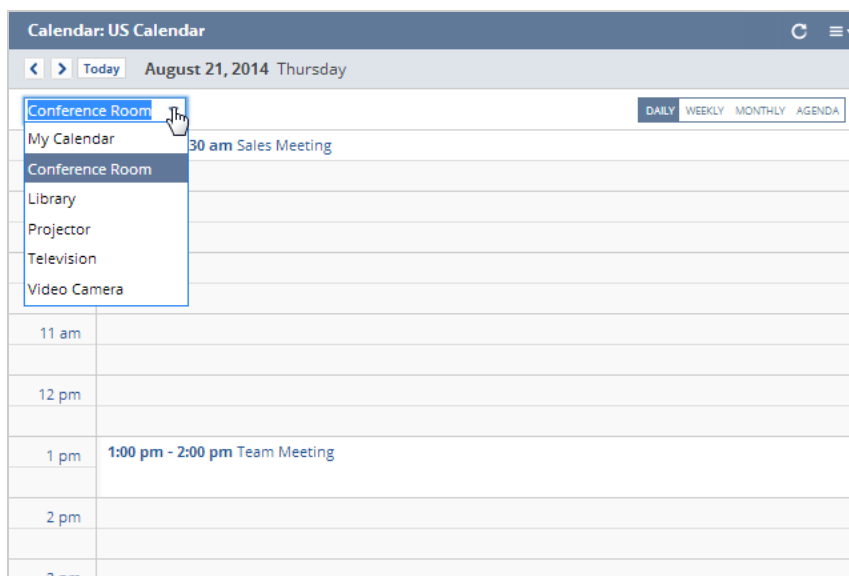 Calendar: US Calendar
Today August 21, 2014 Thursday
Conference Room
DAILY WEEKLY MONTHLY AGENDA
My Calendar
30 am Sales Meeting
Conference Room
Library
Projector
Television
Video Camera
11 am
12 pm
1 pm 1:00 pm - 2:00 pm Team Meeting
2 pm